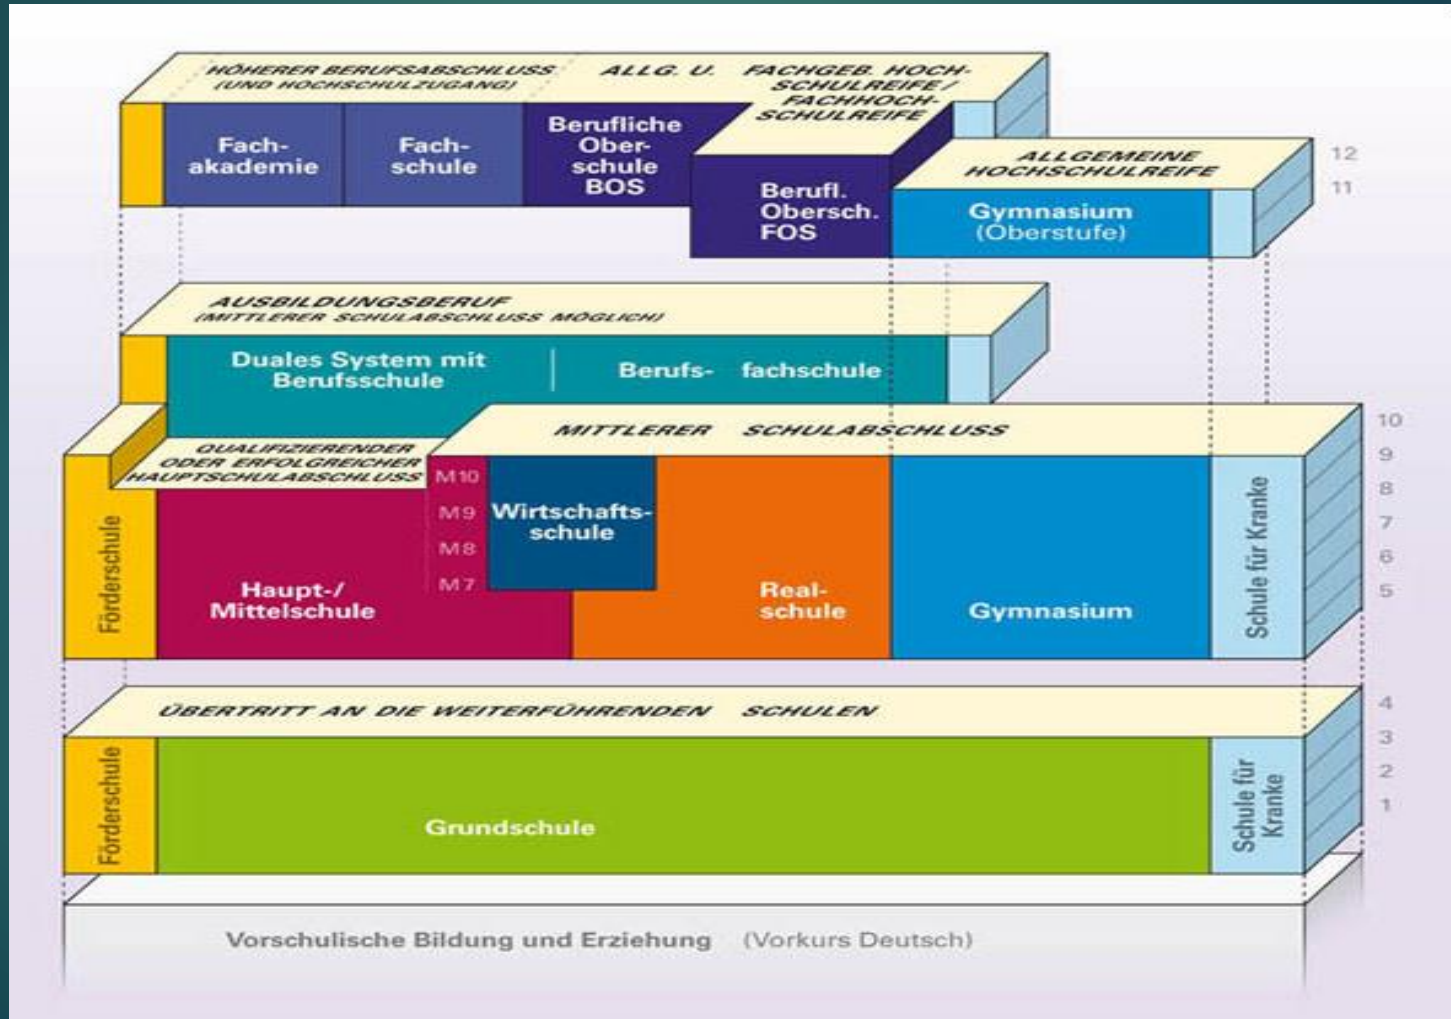 HÖHERER BERUFSABSCHLUSS
(UND HOCHSCHULZUGANG)
ALLG. U. FACHGEB. HOCH-
SCHULREIFE /
FACHHOCH-
SCHULREIFE
Fach-
akademie
Fach-
schule
Berufliche
Ober-
schule
BOS
Berufl.
Obersch.
FOS
ALLGEMEINE
HOCHSCHULREIFE
Gymnasium
(Oberstufe)
12
11
AUSBILDUNGSBERUF
(MITTLERER SCHULABSCHLUSS MÖGLICH)
Duales System mit
Berufsschule
Berufs- fachschule
QUALIFIZIERENDER
ODER ERFOLGREICHER
HAUPTSCHULABSCHLUSS
MITTLERER SCHULABSCHLUSS
Förderschule
Haupt-/
Mittelschule
M10
M9
M8
M7
Wirtschafts-
schule
Real-
schule
Gymnasium
Schule für Kranke
10
9
8
7
6
5
ÜBERTRITT AN DIE WEITERFÜHRENDEN SCHULEN
Förderschule
Grundschule
Schule für
Kranke
4
3
2
1
Vorschulische Bildung und Erziehung (Vorkurs Deutsch)